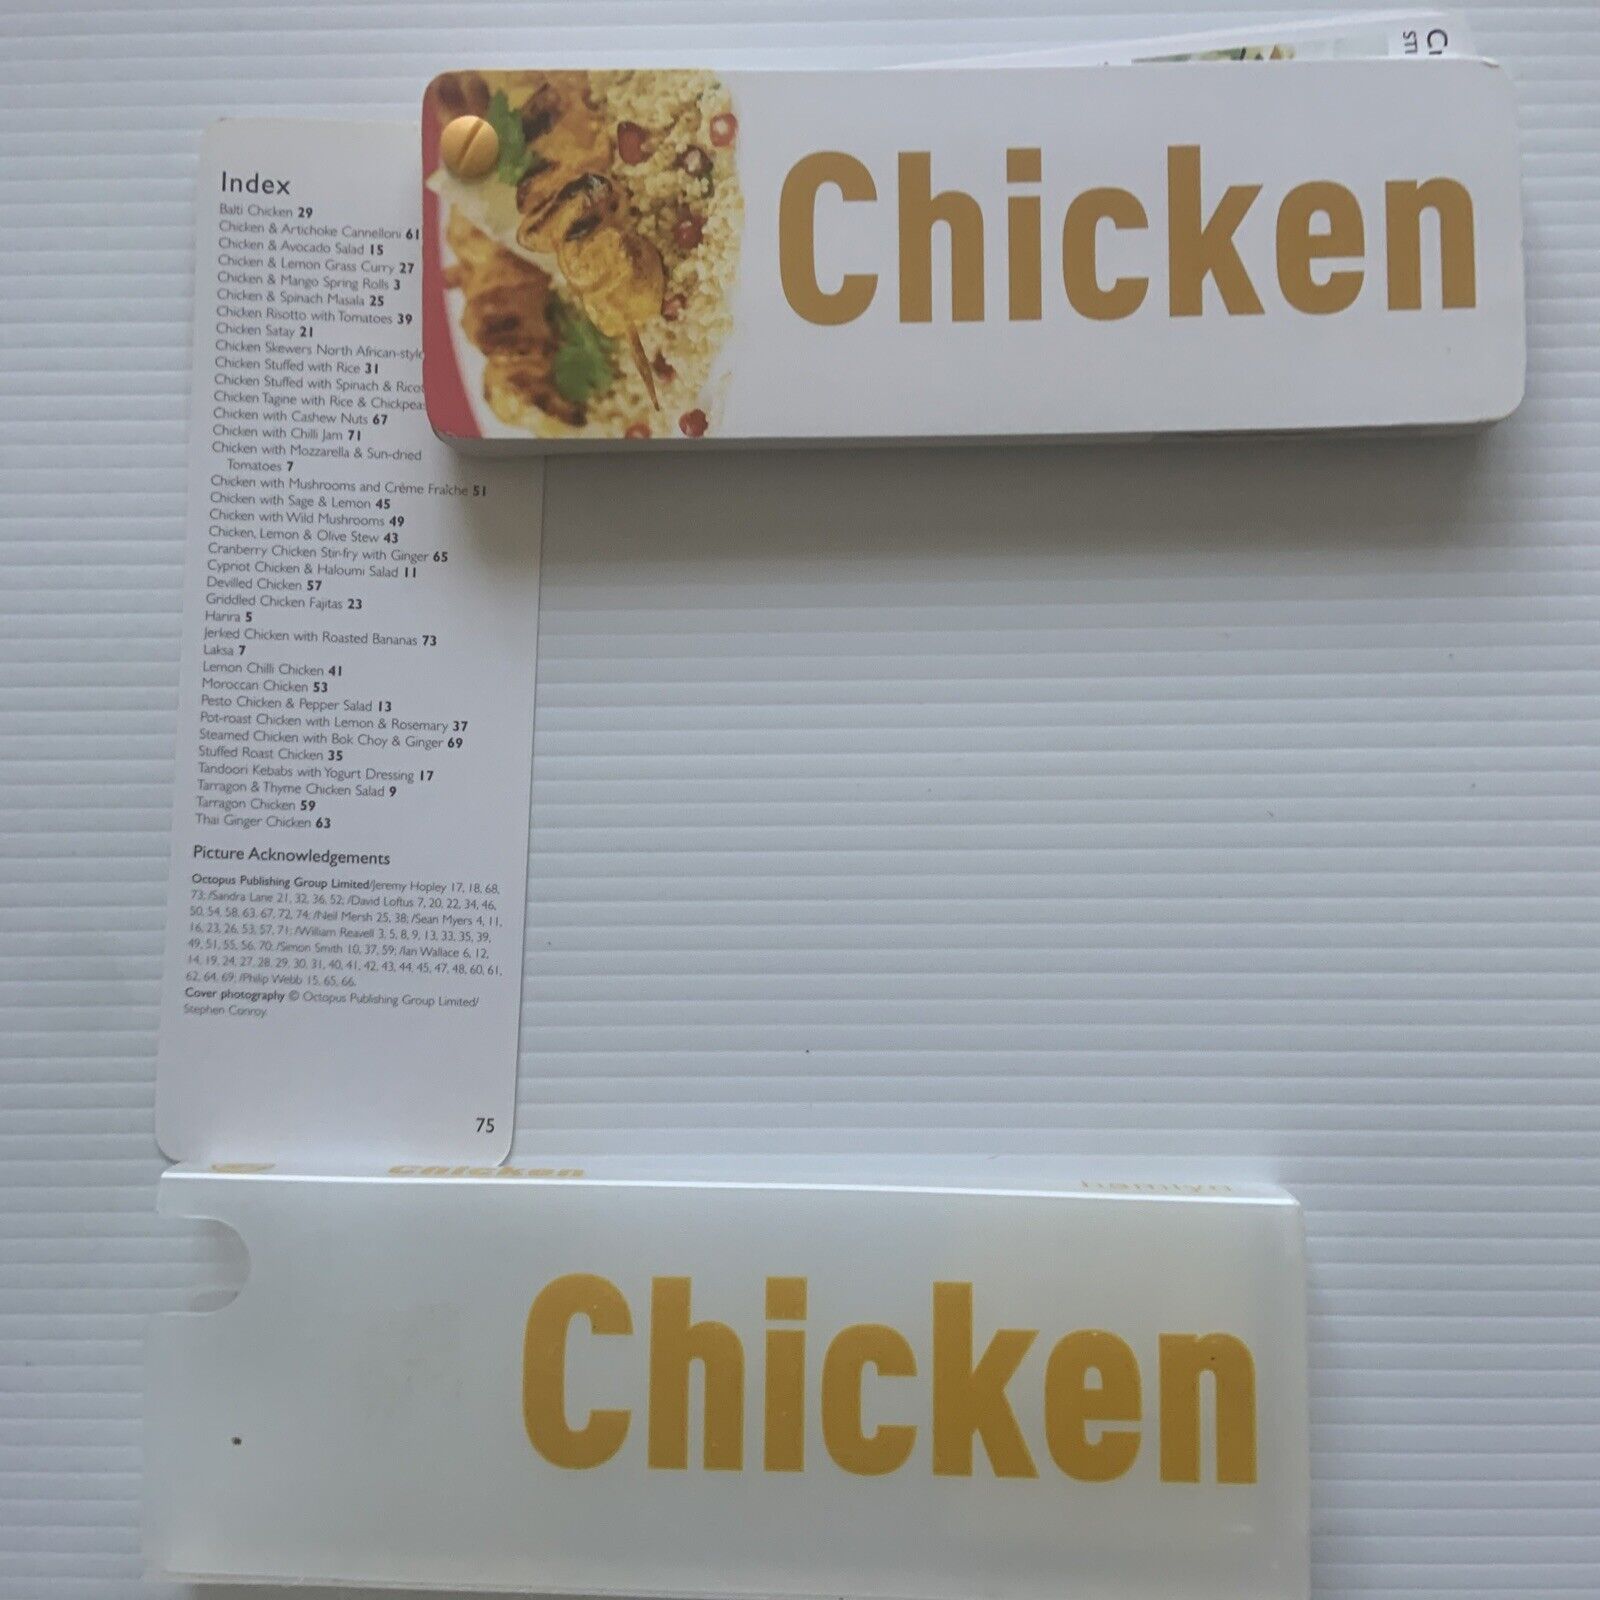 Chicken
Index
Balti Chicken 29
Chicken & Artichoke Cannelloni 61
Chicken & Avocado Salad 15
Chicken & Lemon Grass Curry 27
Chicken & Mango Spring Rolls 3
Chicken & Spinach Masala 25
Chicken Risotto with Tomatoes 39
Chicken Satay 21
Chicken Skewers North African-style
Chicken Stuffed with Rice 31
Chicken Stuffed with Spinach &
Chicken Tagine with Rice & Chickpeas
Chicken with Cashew Nuts 67
Chicken with Chilli Jam 71
Chicken with Mozzarella & Sun-dried
Tomatoes 7
Chicken with Mushrooms and Crème Fraîche 51
Chicken with Sage & Lemon 45
Chicken with Wild Mushrooms 49
Chicken, Lemon & Olive Stew 43
Cranberry Chicken Stir-fry with Ginger 65
Cypriot Chicken & Haloumi Salad 11
Devilled Chicken 57
Griddled Chicken Fajitas 23
Harira 5
Jerked Chicken with Roasted Bananas 73
Laksa 7
Lemon Chilli Chicken 41
Moroccan Chicken 53
Pesto Chicken & Pepper Salad 13
Pot-roast Chicken with Lemon & Rosemary 37
Steamed Chicken with Bok Choy & Ginger 69
Stuffed Roast Chicken 35
Tandoori Kebabs with Yogurt Dressing 17
Tarragon & Thyme Chicken Salad 9
Tarragon Chicken 59
Thai Ginger Chicken 63
Picture Acknowledgements
Octopus Publishing Group Limited/Jeremy Hopley 17, 18, 68,
73; /Sandra Lane 21, 32, 36, 52; /David Loftus 7, 20, 22, 34, 46,
50, 54, 58, 63, 67, 72, 74; /Neil Mersh 25, 38; /Sean Myers 4, 11,
16, 23, 26, 53, 57, 71; /William Reavell 3, 5, 8, 9, 13, 33, 35, 39,
49, 51, 55, 56, 70; /Simon Smith 10, 37, 59; /Ian Wallace 6, 12,
14, 19, 24, 27, 28, 29, 30, 31, 40, 41, 42, 43, 44, 45, 47, 48, 60, 61,
62, 64, 69; /Philip Webb 15, 65, 66.
Cover photography © Octopus Publishing Group Limited/
Stephen Conroy
75
Chicken
hamlyn
Chicken